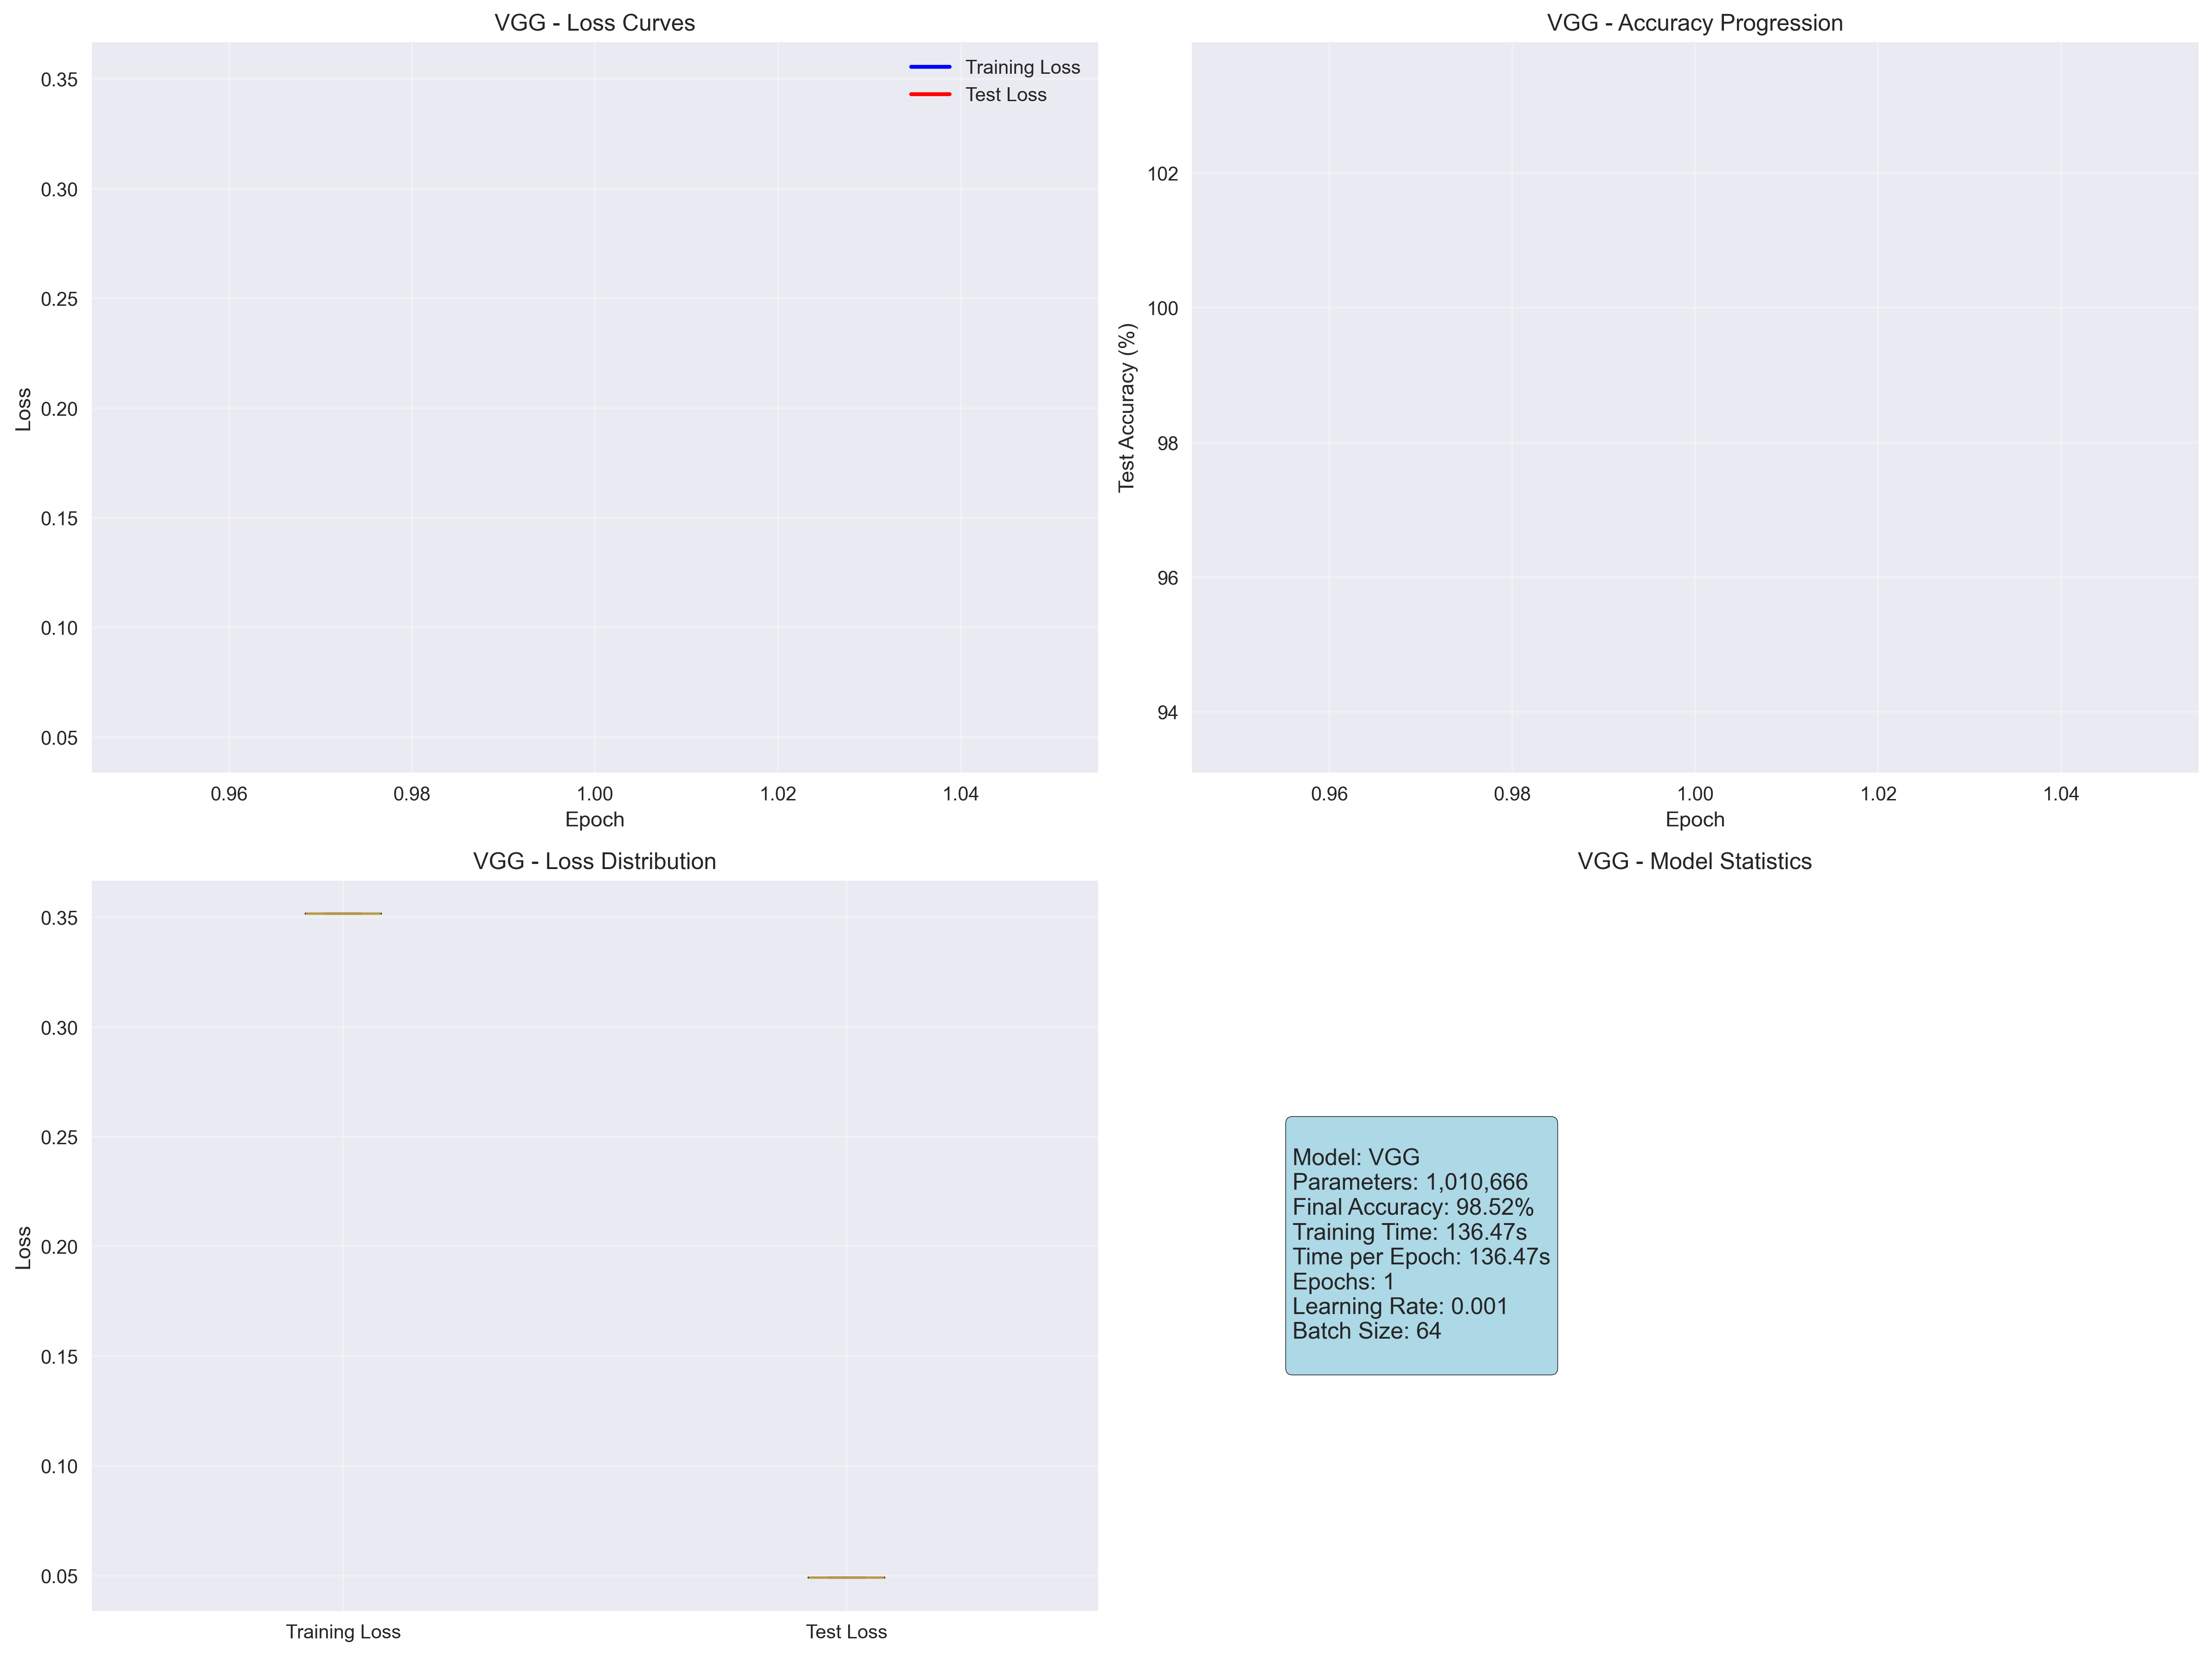 VGG - Loss Curves
Training Loss
Test Loss
0.35
0.30
0.25
0.20
0.15
0.10
0.05
Loss
0.96
0.98
1.00
1.02
1.04
Epoch
VGG - Accuracy Progression
102
100
98
96
94
Test Accuracy (%)
0.96
0.98
1.00
1.02
1.04
Epoch
VGG - Loss Distribution
0.35
0.30
0.25
0.20
0.15
0.10
0.05
Loss
Training Loss
Test Loss
VGG - Model Statistics
Model: VGG
Parameters: 1,010,666
Final Accuracy: 98.52%
Training Time: 136.47s
Time per Epoch: 136.47s
Epochs: 1
Learning Rate: 0.001
Batch Size: 64